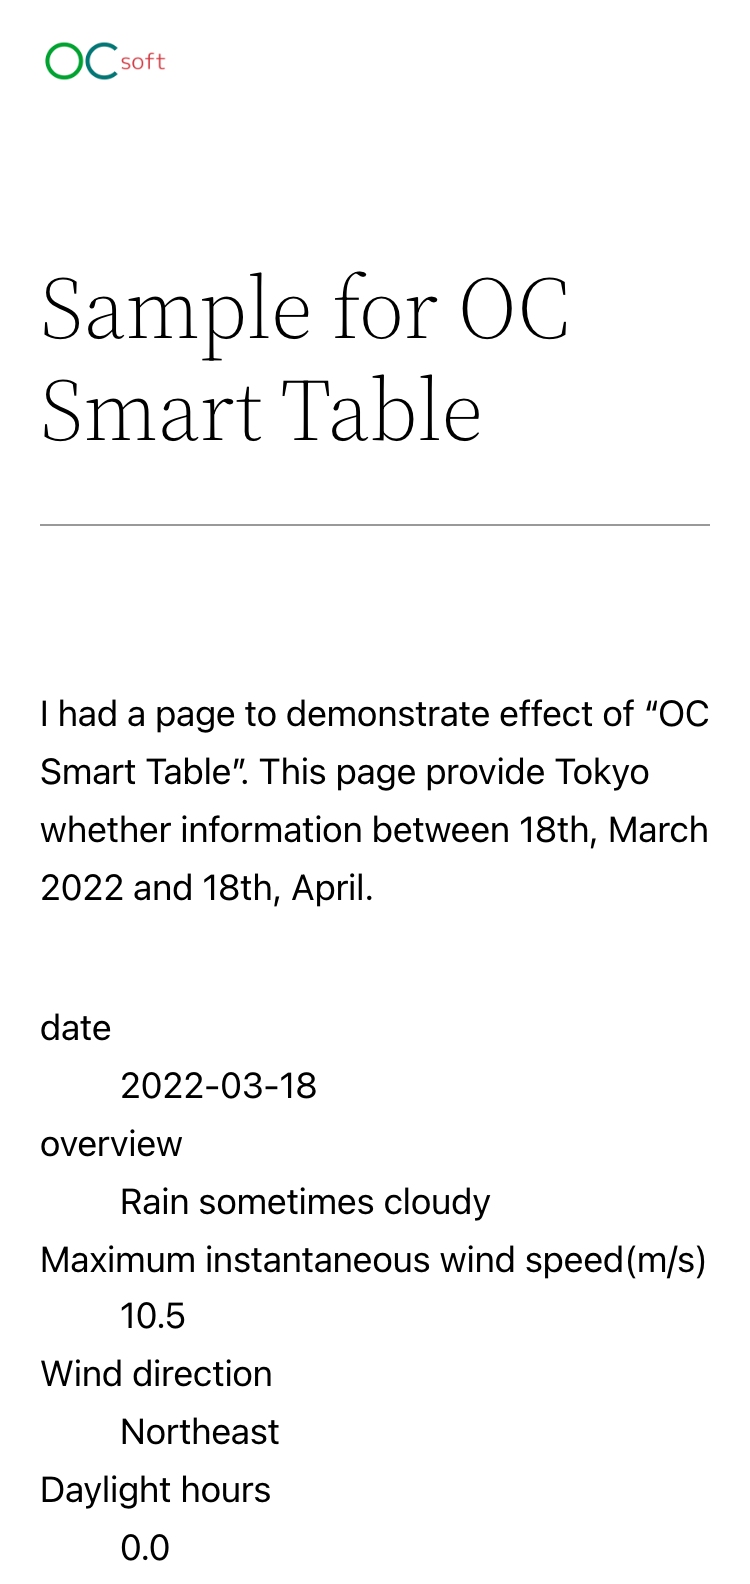 OCsoft
Sample for OC
Smart Table
I had a page to demonstrate effect of “OC
Smart Table”. This page provide Tokyo
whether information between 18th, March
2022 and 18th, April.
date
2022-03-18
overview
Rain sometimes cloudy
Maximum instantaneous wind speed(m/s)
10.5
Wind direction
Northeast
Daylight hours
0.0